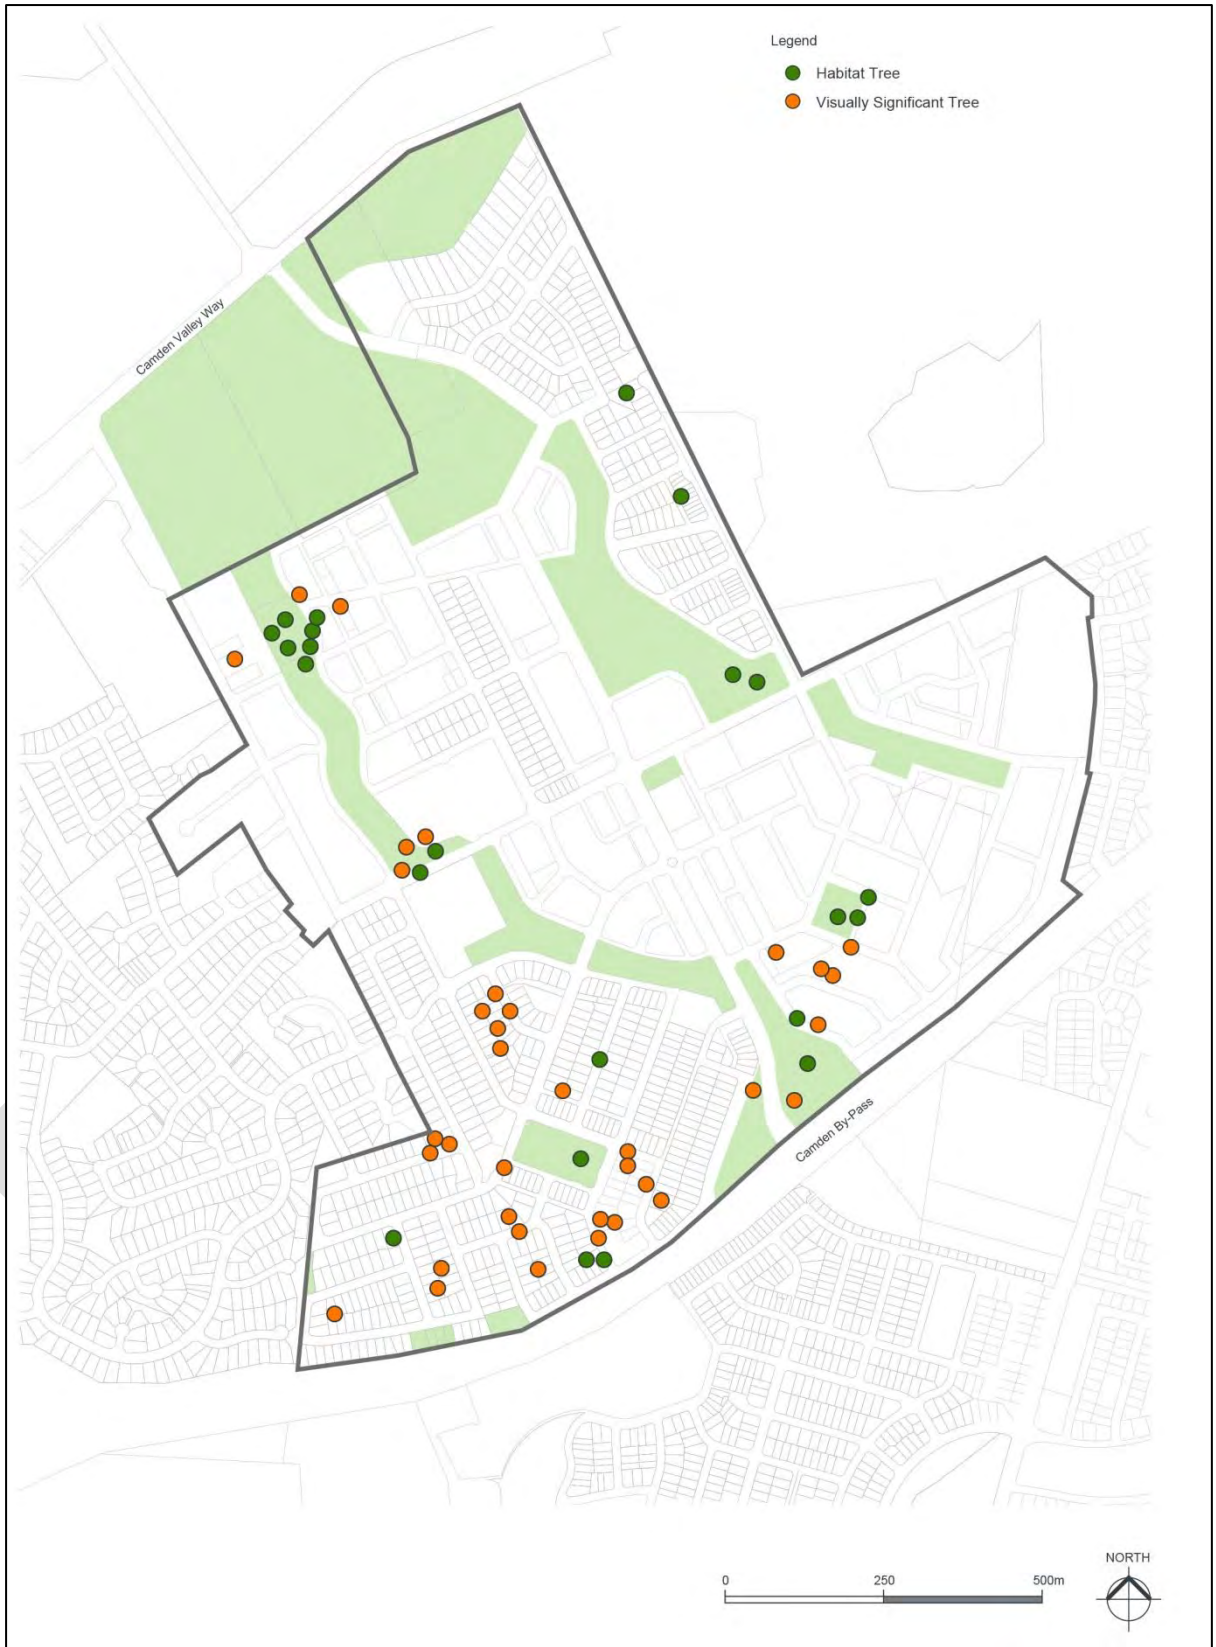 Legend
Habitat Tree
Visually Significant Tree
Camden Valley Way
Camden By-Pass
NORTH
0 250 500m